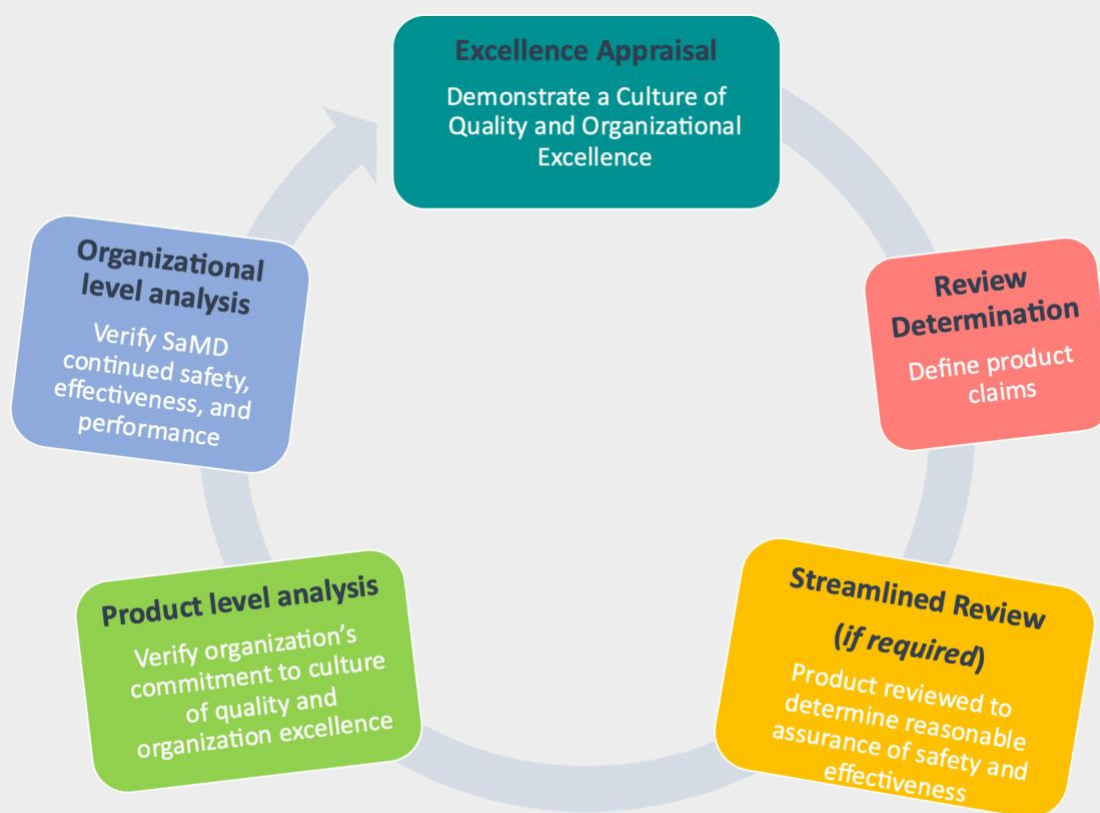 Excellence Appraisal
Demonstrate a Culture of
Quality and Organizational
Excellence
Review
Determination
Define product
claims
Streamlined Review
(if required)
Product reviewed to
determine reasonable
assurance of safety and
effectiveness
Product level analysis
Verify organization's
commitment to culture
of quality and
organization excellence
Organizational
level analysis
Verify SaMD
continued safety,
effectiveness, and
performance